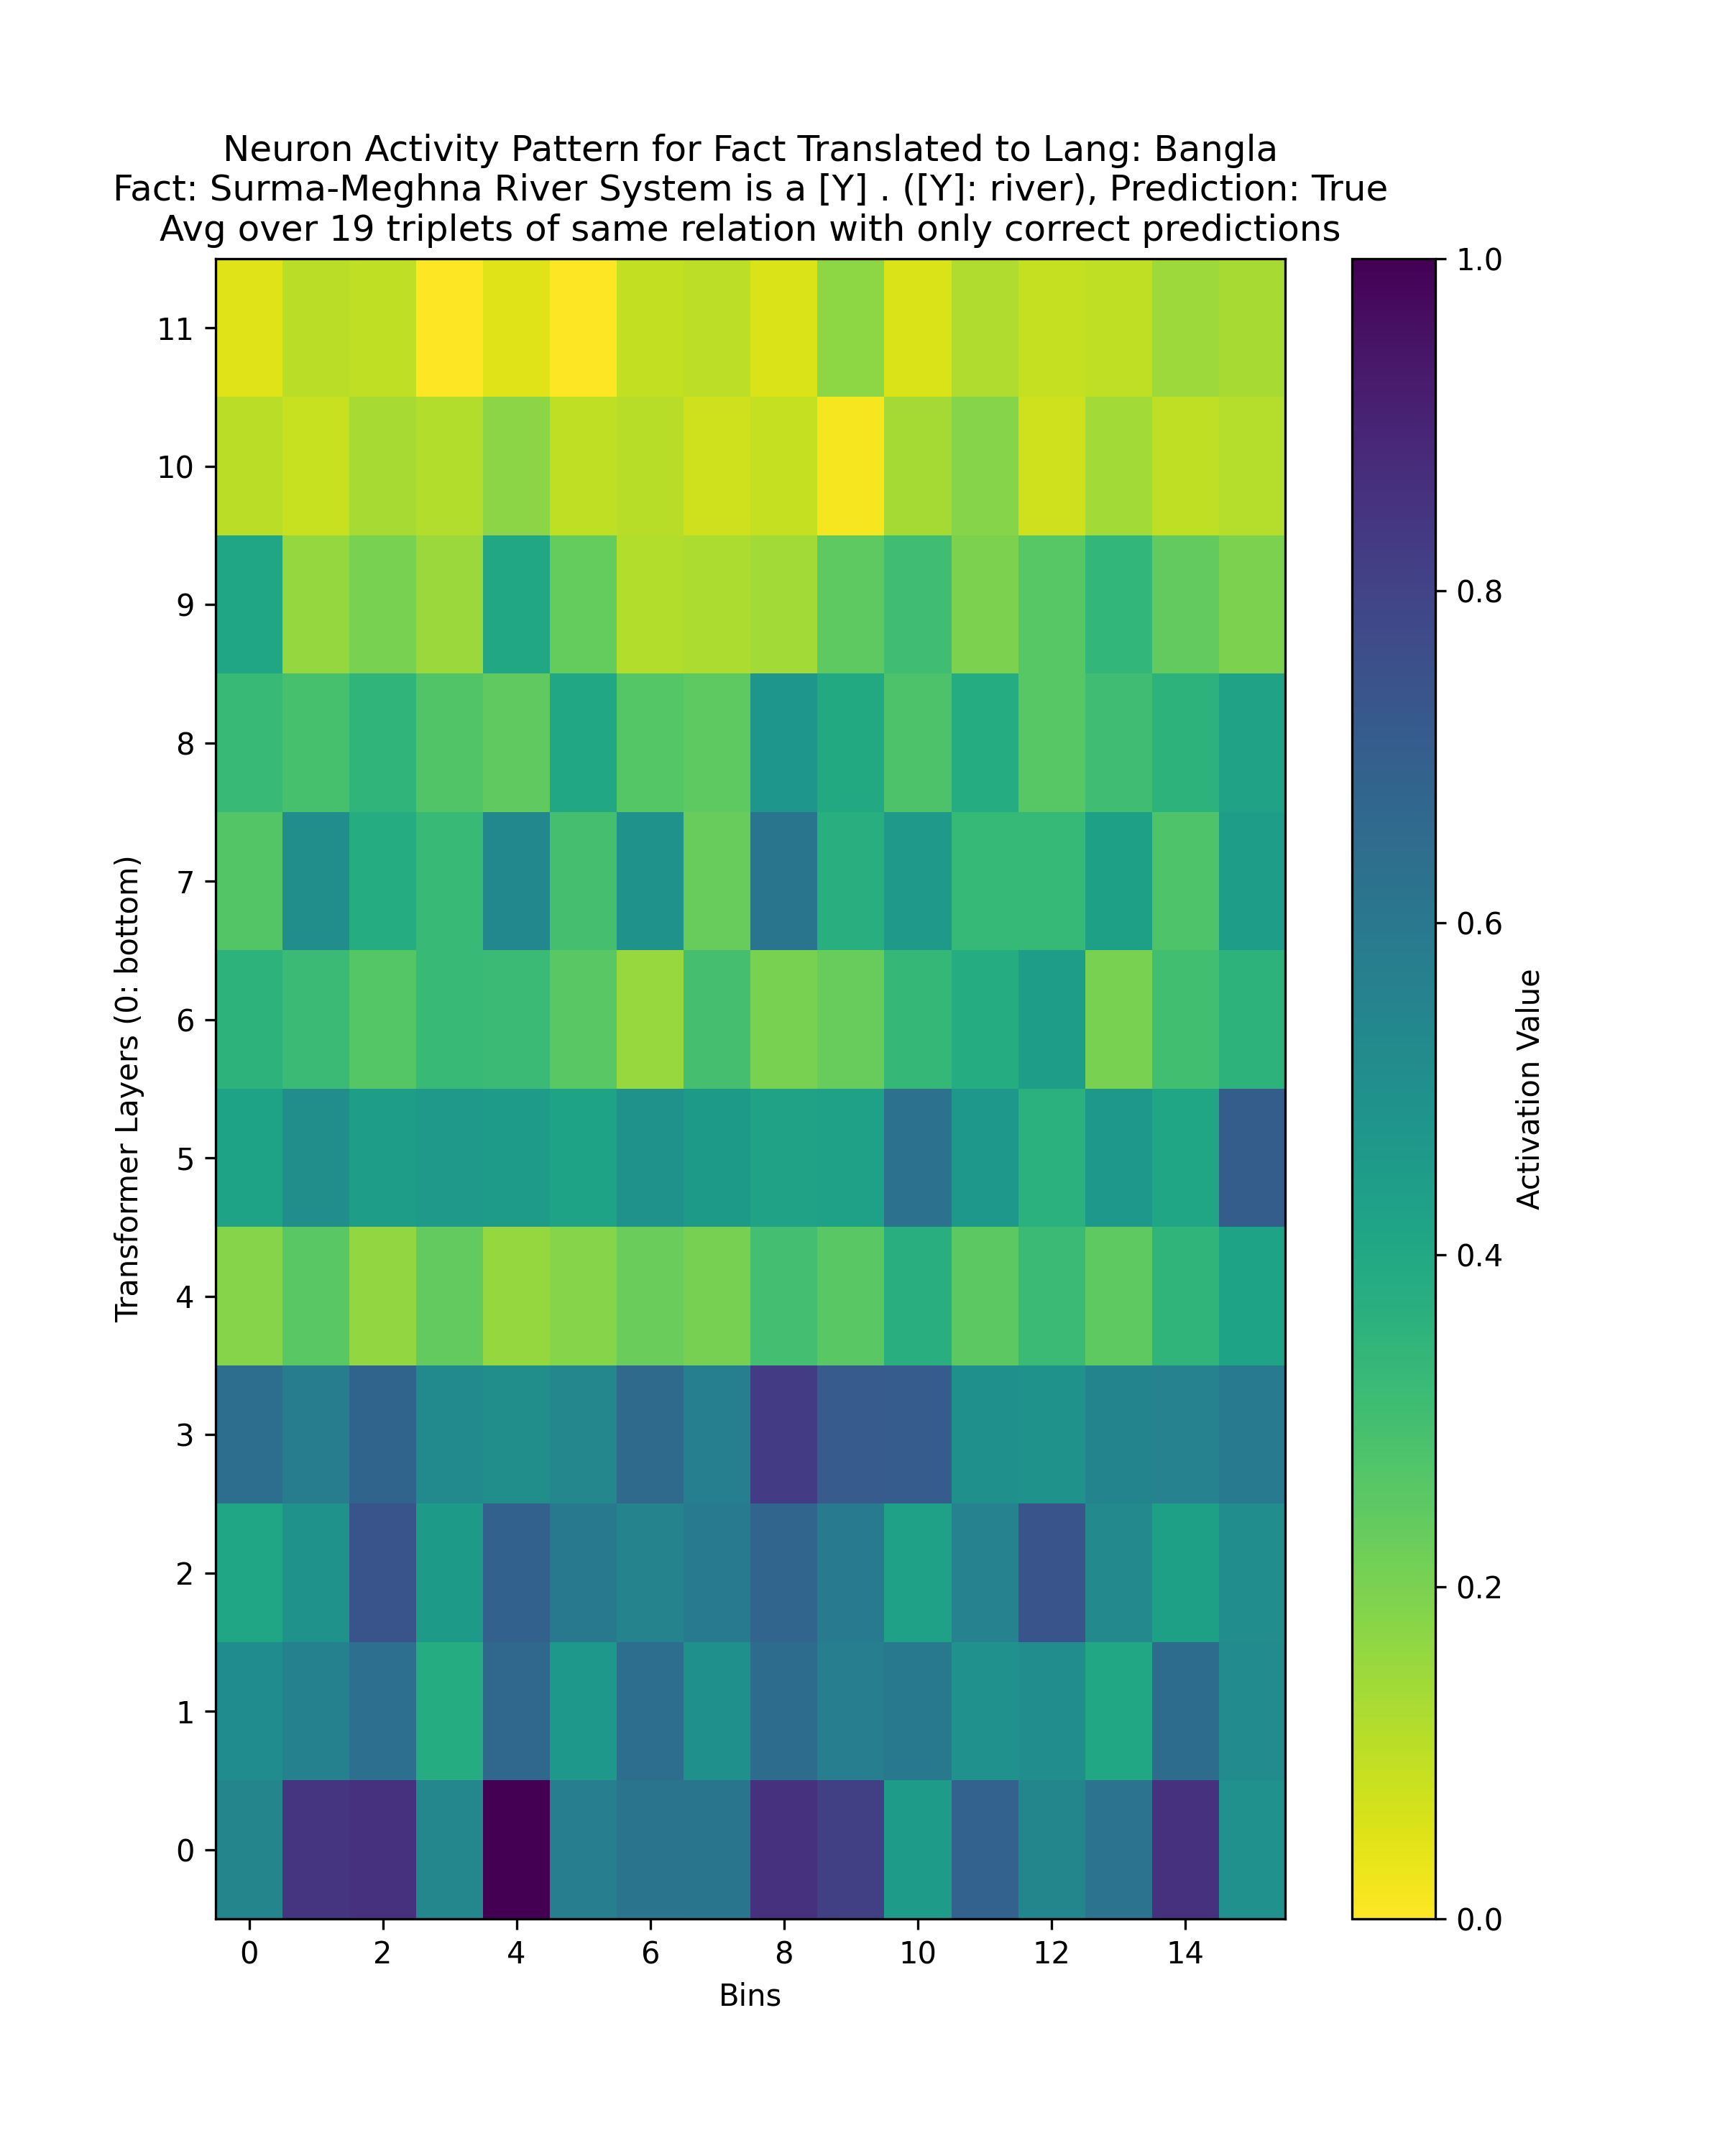 Neuron Activity Pattern for Fact Translated to Lang: Bangla
Fact: Surma-Meghna River System is a [Y] . ([Y]: river), Prediction: True
Avg over 19 triplets of same relation with only correct predictions
11
10
9
8
7
6
5
4
3
2
1
0
Transformer Layers (0: bottom)
0 2 4 6 8 10 12 14
Bins
1.0
0.8
0.6
0.4
0.2
0.0
Activation Value